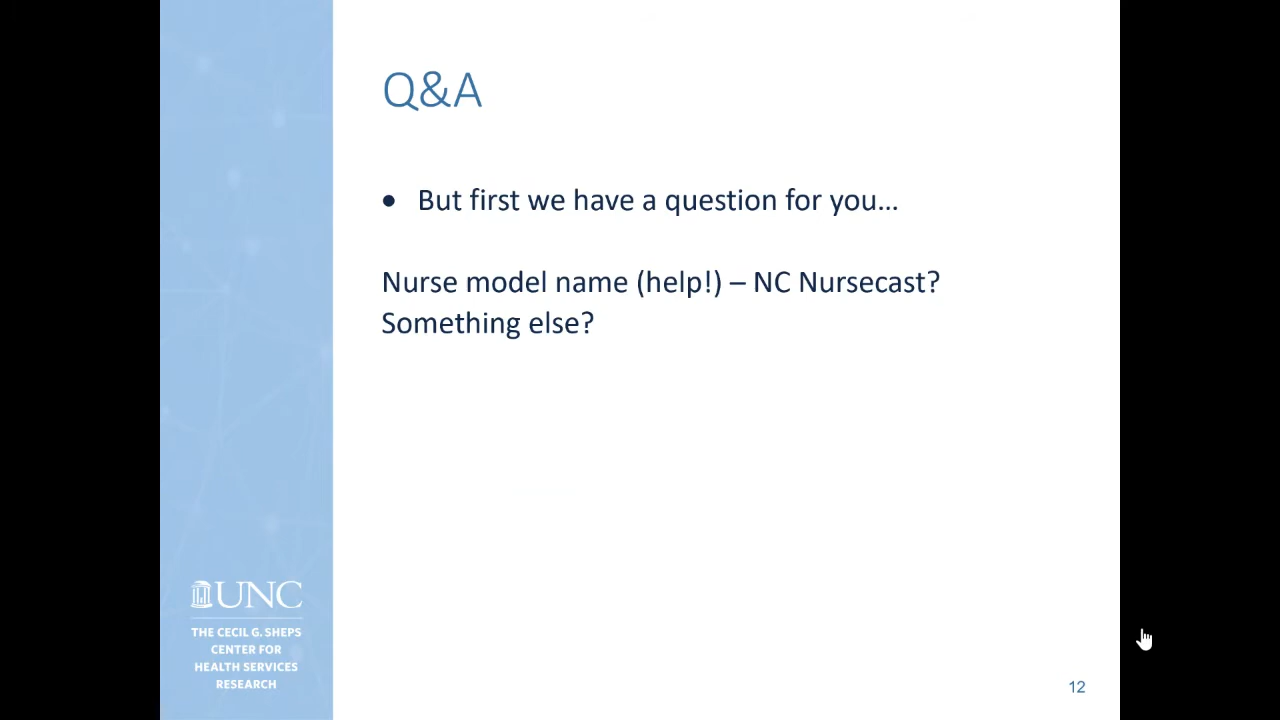 Q&A
• But first we have a question for you…
Nurse model name (help!) – NC Nursecast?
Something else?
UNC
THE CECIL G. SHEPS
CENTER FOR
HEALTH SERVICES
RESEARCH
12